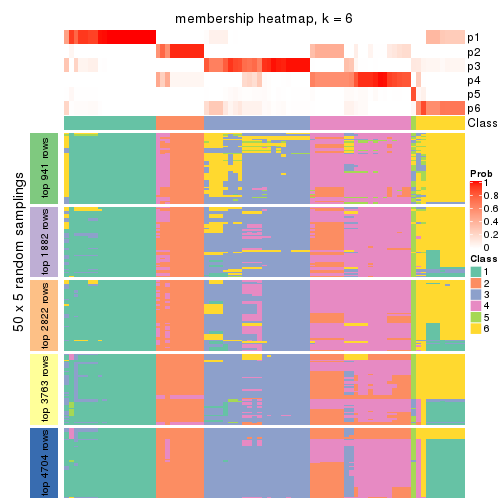 membership heatmap, k = 6
p1
p2
p3
p4
p5
p6
Class
50 x 5 random samplings
top 941 rows
top 1882 rows
top 2822 rows
top 3763 rows
top 4704 rows
Prob
1
0.8
0.6
0.4
0.2
0
Class
1
2
3
4
5
6